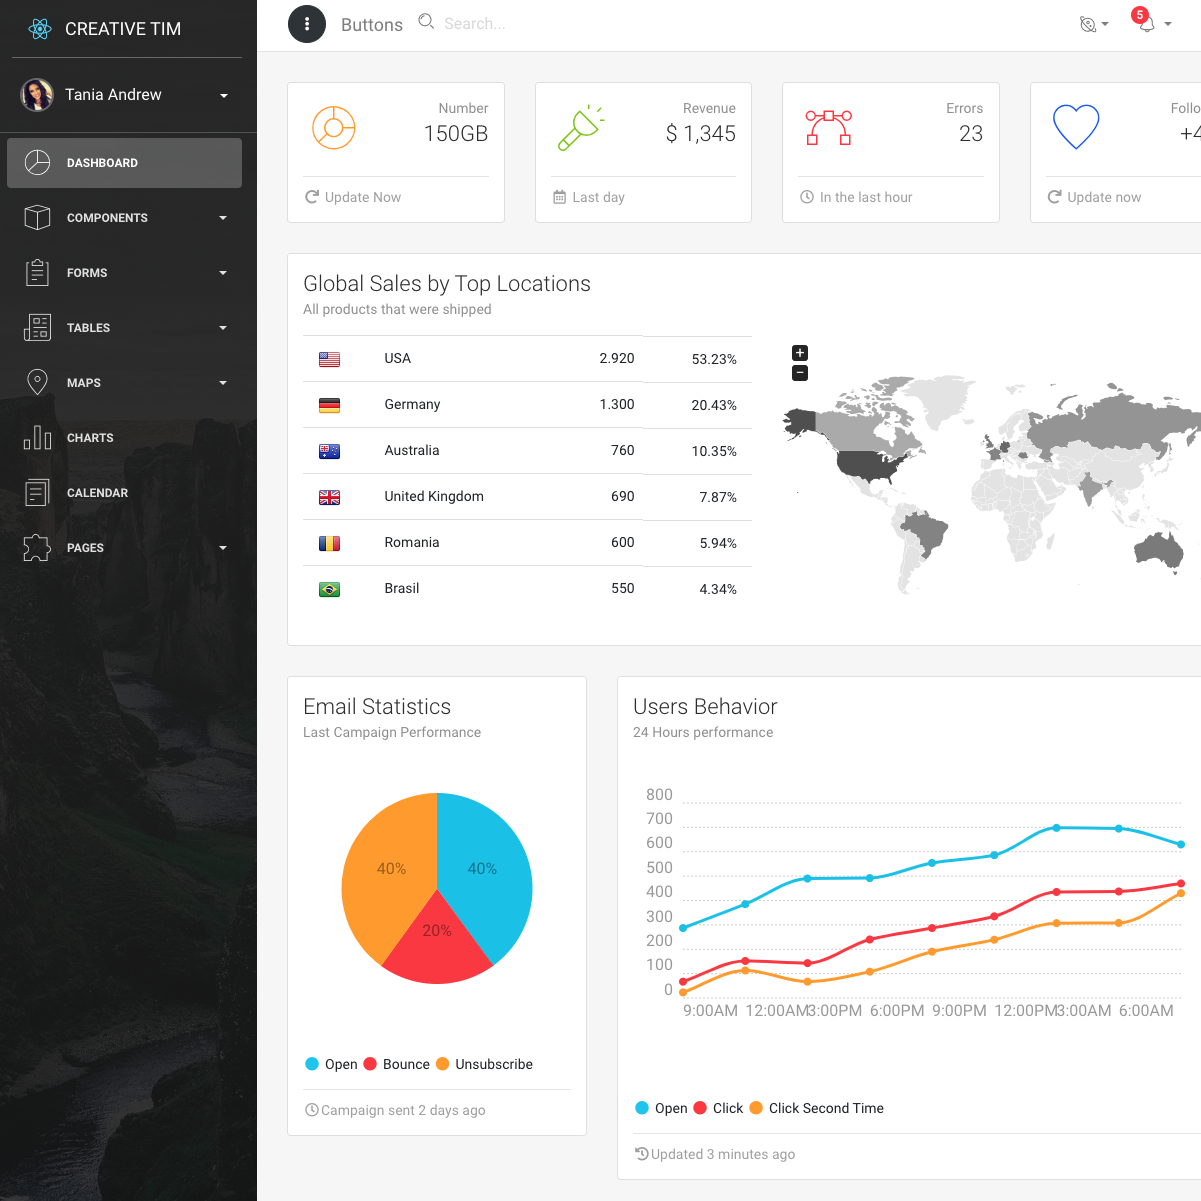 CREATIVE TIM
Tania Andrew
DASHBOARD
COMPONENTS
FORMS
TABLES
MAPS
CHARTS
CALENDAR
PAGES
Buttons
Search...
5
Number
150GB
Update Now
Revenue
$ 1,345
Last day
Errors
23
In the last hour
Follo
+4
Update now
Global Sales by Top Locations
All products that were shipped
USA 2.920 53.23%
Germany 1.300 20.43%
Australia 760 10.35%
United Kingdom 690 7.87%
Romania 600 5.94%
Brasil 550 4.34%
+
−
Email Statistics
Last Campaign Performance
40% 40%
20%
Open Bounce Unsubscribe
Campaign sent 2 days ago
Users Behavior
24 Hours performance
800
700
600
500
400
300
200
100
0
9:00AM 12:00AM 3:00PM 6:00PM 9:00PM 12:00PM 3:00AM 6:00AM
Open Click Click Second Time
Updated 3 minutes ago